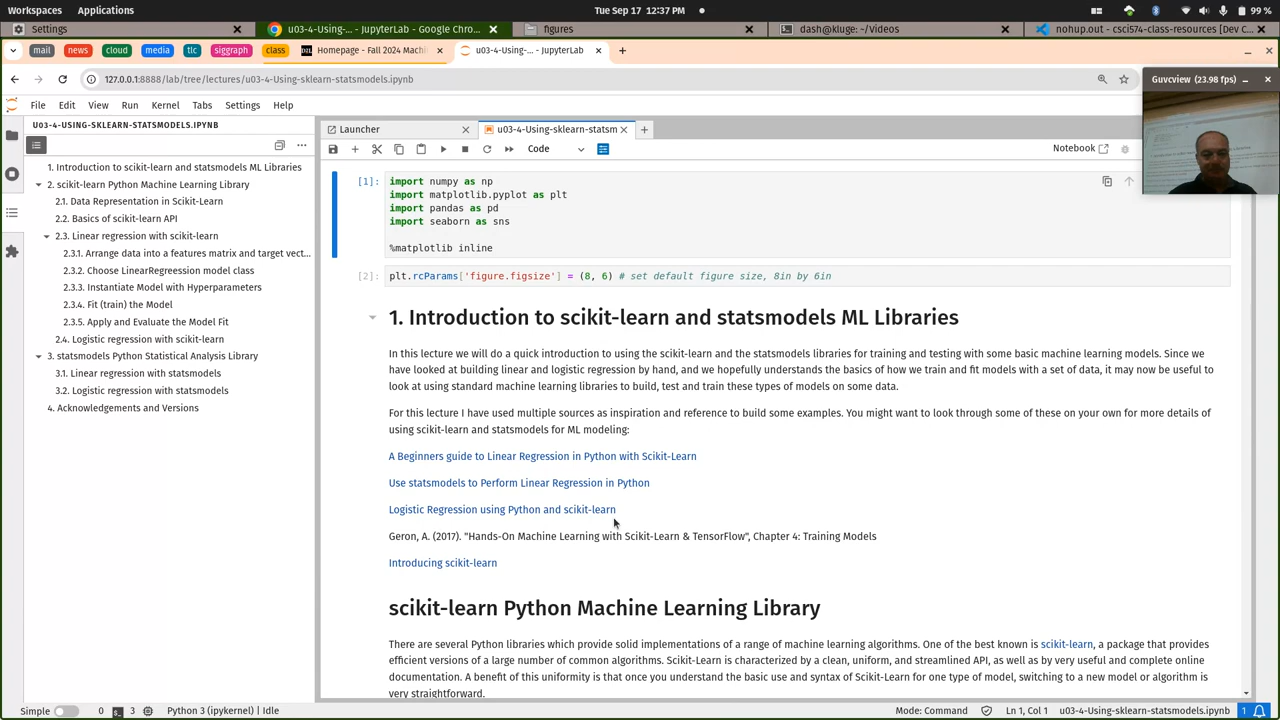 Workspaces Applications Tue Sep 17 12:37 PM 99 %
Settings u03-4-Using... - JupyterLab - Google Chro... figures dash@kluge: ~/Videos nohup.out - csci574-class-resources [Dev C...
mail news cloud media tlc siggraph class Homepage - Fall 2024 Machi u03-4-Using-... - JupyterLab
127.0.0.1:8888/lab/tree/lectures/u03-4-Using-sklearn-statsmodels.ipynb
Guvcview (23.98 fps)
File Edit View Run Kernel Tabs Settings Help
U03-4-USING-SKLEARN-STATSMODELS.IPYNB
1. Introduction to scikit-learn and statsmodels ML Libraries
2. scikit-learn Python Machine Learning Library
2.1. Data Representation in Scikit-Learn
2.2. Basics of scikit-learn API
2.3. Linear regression with scikit-learn
2.3.1. Arrange data into a features matrix and target vect...
2.3.2. Choose LinearRegreession model class
2.3.3. Instantiate Model with Hyperparameters
2.3.4. Fit (train) the Model
2.3.5. Apply and Evaluate the Model Fit
2.4. Logistic regression with scikit-learn
3. statsmodels Python Statistical Analysis Library
3.1. Linear regression with statsmodels
3.2. Logistic regression with statsmodels
4. Acknowledgements and Versions
Launcher u03-4-Using-sklearn-statsm
Code Notebook
[1]: import numpy as np
import matplotlib.pyplot as plt
import pandas as pd
import seaborn as sns
%matplotlib inline
[2]: plt.rcParams['figure.figsize'] = (8, 6) # set default figure size, 8in by 6in
1. Introduction to scikit-learn and statsmodels ML Libraries
In this lecture we will do a quick introduction to using the scikit-learn and the statsmodels libraries for training and testing with some basic machine learning models. Since we
have looked at building linear and logistic regression by hand, and we hopefully understands the basics of how we train and fit models with a set of data, it may now be useful to
look at using standard machine learning libraries to build, test and train these types of models on some data.
For this lecture I have used multiple sources as inspiration and reference to build some examples. You might want to look through some of these on your own for more details of
using scikit-learn and statsmodels for ML modeling:
A Beginners guide to Linear Regression in Python with Scikit-Learn
Use statsmodels to Perform Linear Regression in Python
Logistic Regression using Python and scikit-learn
Geron, A. (2017). "Hands-On Machine Learning with Scikit-Learn & TensorFlow", Chapter 4: Training Models
Introducing scikit-learn
scikit-learn Python Machine Learning Library
There are several Python libraries which provide solid implementations of a range of machine learning algorithms. One of the best known is scikit-learn, a package that provides
efficient versions of a large number of common algorithms. Scikit-Learn is characterized by a clean, uniform, and streamlined API, as well as by very useful and complete online
documentation. A benefit of this uniformity is that once you understand the basic use and syntax of Scikit-Learn for one type of model, switching to a new model or algorithm is
very straightforward.
Simple 0 3 Python 3 (ipykernel) | Idle Mode: Command Ln 1, Col 1 u03-4-Using-sklearn-statsmodels.ipynb 1